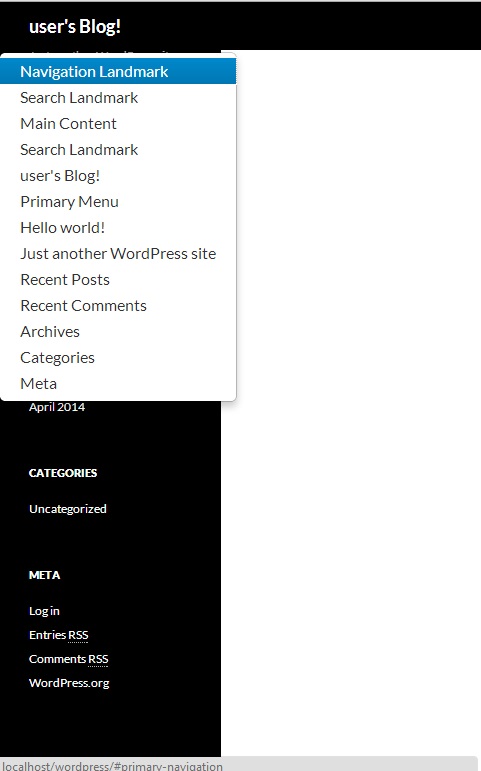 user's Blog!
Navigation Landmark
Search Landmark
Main Content
Search Landmark
user's Blog!
Primary Menu
Hello world!
Just another WordPress site
Recent Posts
Recent Comments
Archives
Categories
Meta
April 2014
CATEGORIES
Uncategorized
META
Log in
Entries RSS
Comments RSS
WordPress.org
localhost/wordpress/#primary-navigation